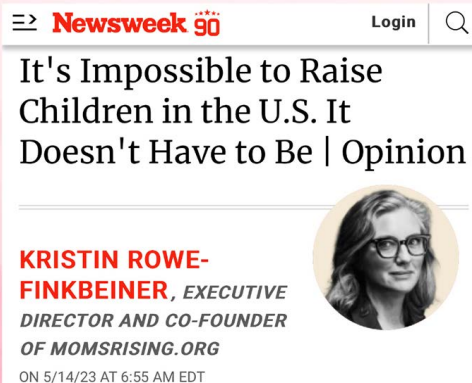 Newsweek 90 Login
It's Impossible to Raise
Children in the U.S. It
Doesn't Have to Be | Opinion
KRISTIN ROWE-
FINKBEINER, EXECUTIVE
DIRECTOR AND CO-FOUNDER
OF MOMSRISING.ORG
ON 5/14/23 AT 6:55 AM EDT